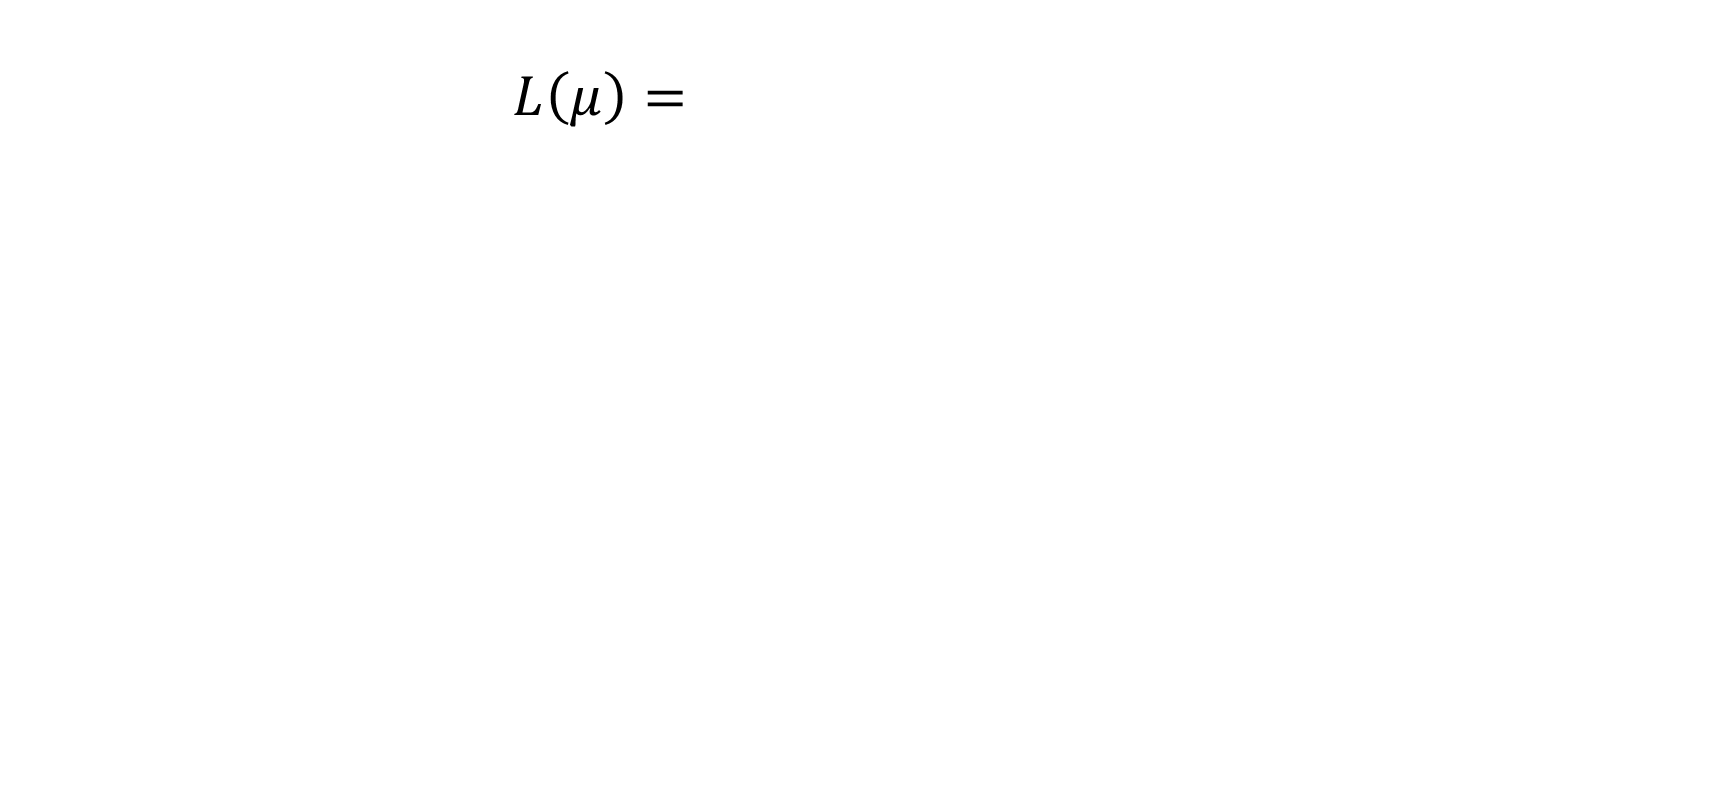 L(μ) =